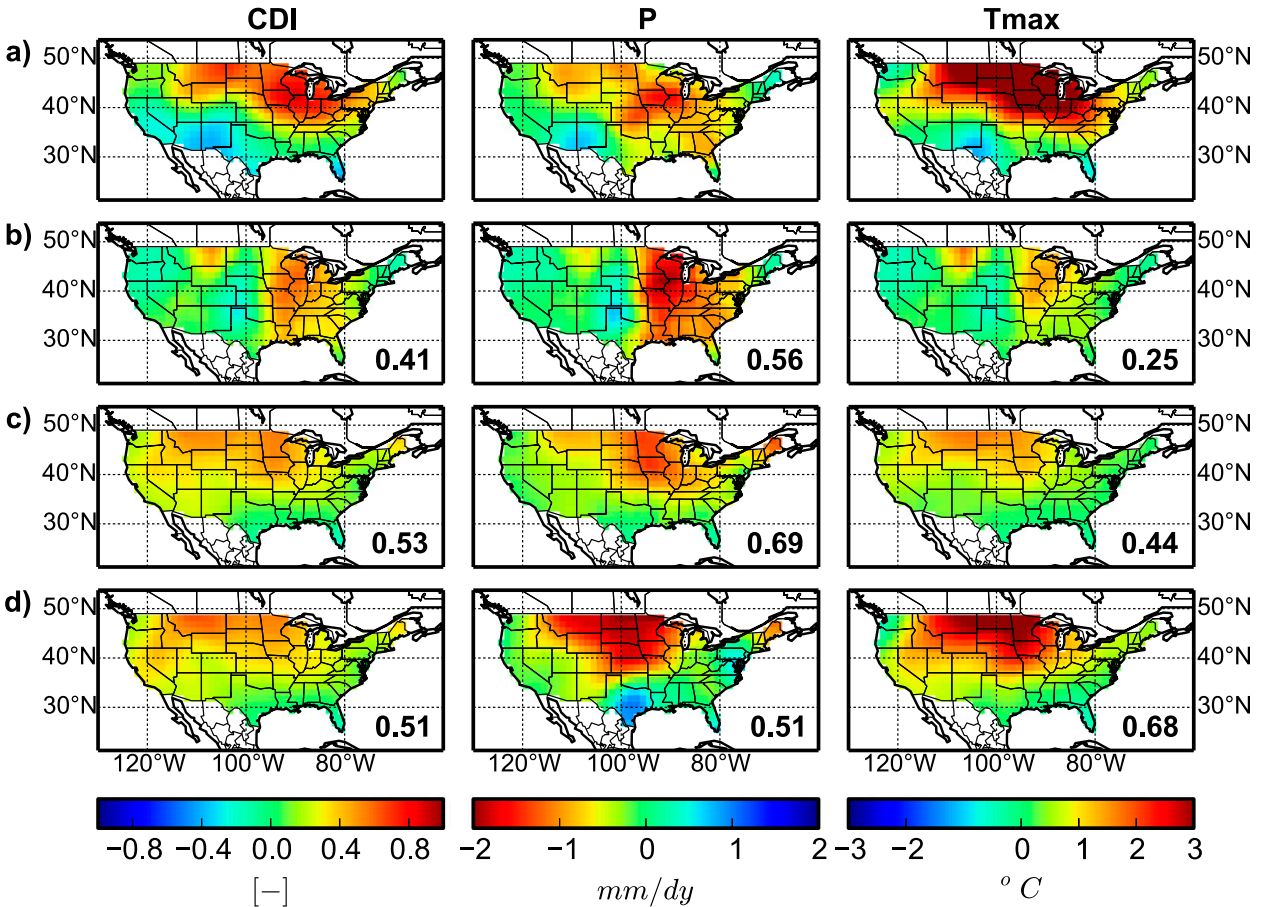 CDI P Tmax
a) 50°N 50°N
40°N 40°N
30°N 30°N
b) 50°N 50°N
40°N 40°N
30°N 30°N
0.41 0.56 0.25
c) 50°N 50°N
40°N 40°N
30°N 30°N
0.53 0.69 0.44
d) 50°N 50°N
40°N 40°N
30°N 30°N
0.51 0.51 0.68
120°W 100°W 80°W 120°W 100°W 80°W 120°W 100°W 80°W
−0.8 −0.4 0.0 0.4 0.8 −2 −1 0 1 2 −3 −2 0 1 2 3
[−] mm/dy ° C